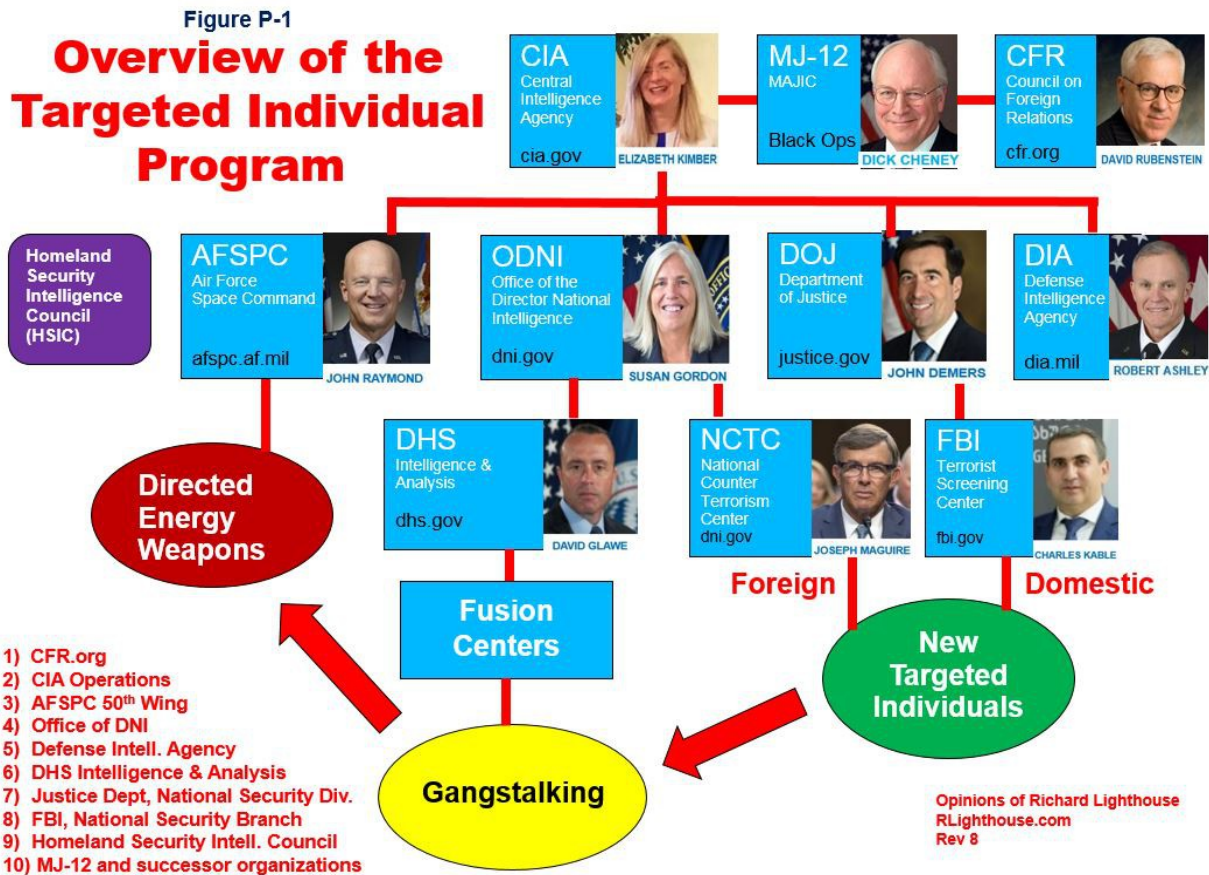 Figure P-1
Overview of the
Targeted Individual
Program
CIA
Central
Intelligence
Agency
cia.gov
ELIZABETH KIMBER
MJ-12
MAJIC
Black Ops
DICK CHENEY
CFR
Council on
Foreign
Relations
cfr.org
DAVID RUBENSTEIN
Homeland
Security
Intelligence
Council
(HSIC)
AFSPC
Air Force
Space Command
afspc.af.mil
JOHN RAYMOND
ODNI
Office of the
Director National
Intelligence
dni.gov
SUSAN GORDON
DOJ
Department
of Justice
justice.gov
JOHN DEMERS
DIA
Defense
Intelligence
Agency
dia.mil
ROBERT ASHLEY
DHS
Intelligence &
Analysis
dhs.gov
DAVID GLAWE
NCTC
National
Counter
Terrorism
Center
dni.gov
JOSEPH MAGUIRE
FBI
Terrorist
Screening
Center
fbi.gov
CHARLES KABLE
Directed
Energy
Weapons
Fusion
Centers
Foreign
Domestic
New
Targeted
Individuals
Gangstalking
1) CFR.org
2) CIA Operations
3) AFSPC 50th Wing
4) Office of DNI
5) Defense Intell. Agency
6) DHS Intelligence & Analysis
7) Justice Dept, National Security Div.
8) FBI, National Security Branch
9) Homeland Security Intell. Council
10) MJ-12 and successor organizations
Opinions of Richard Lighthouse
RLighthouse.com
Rev 8